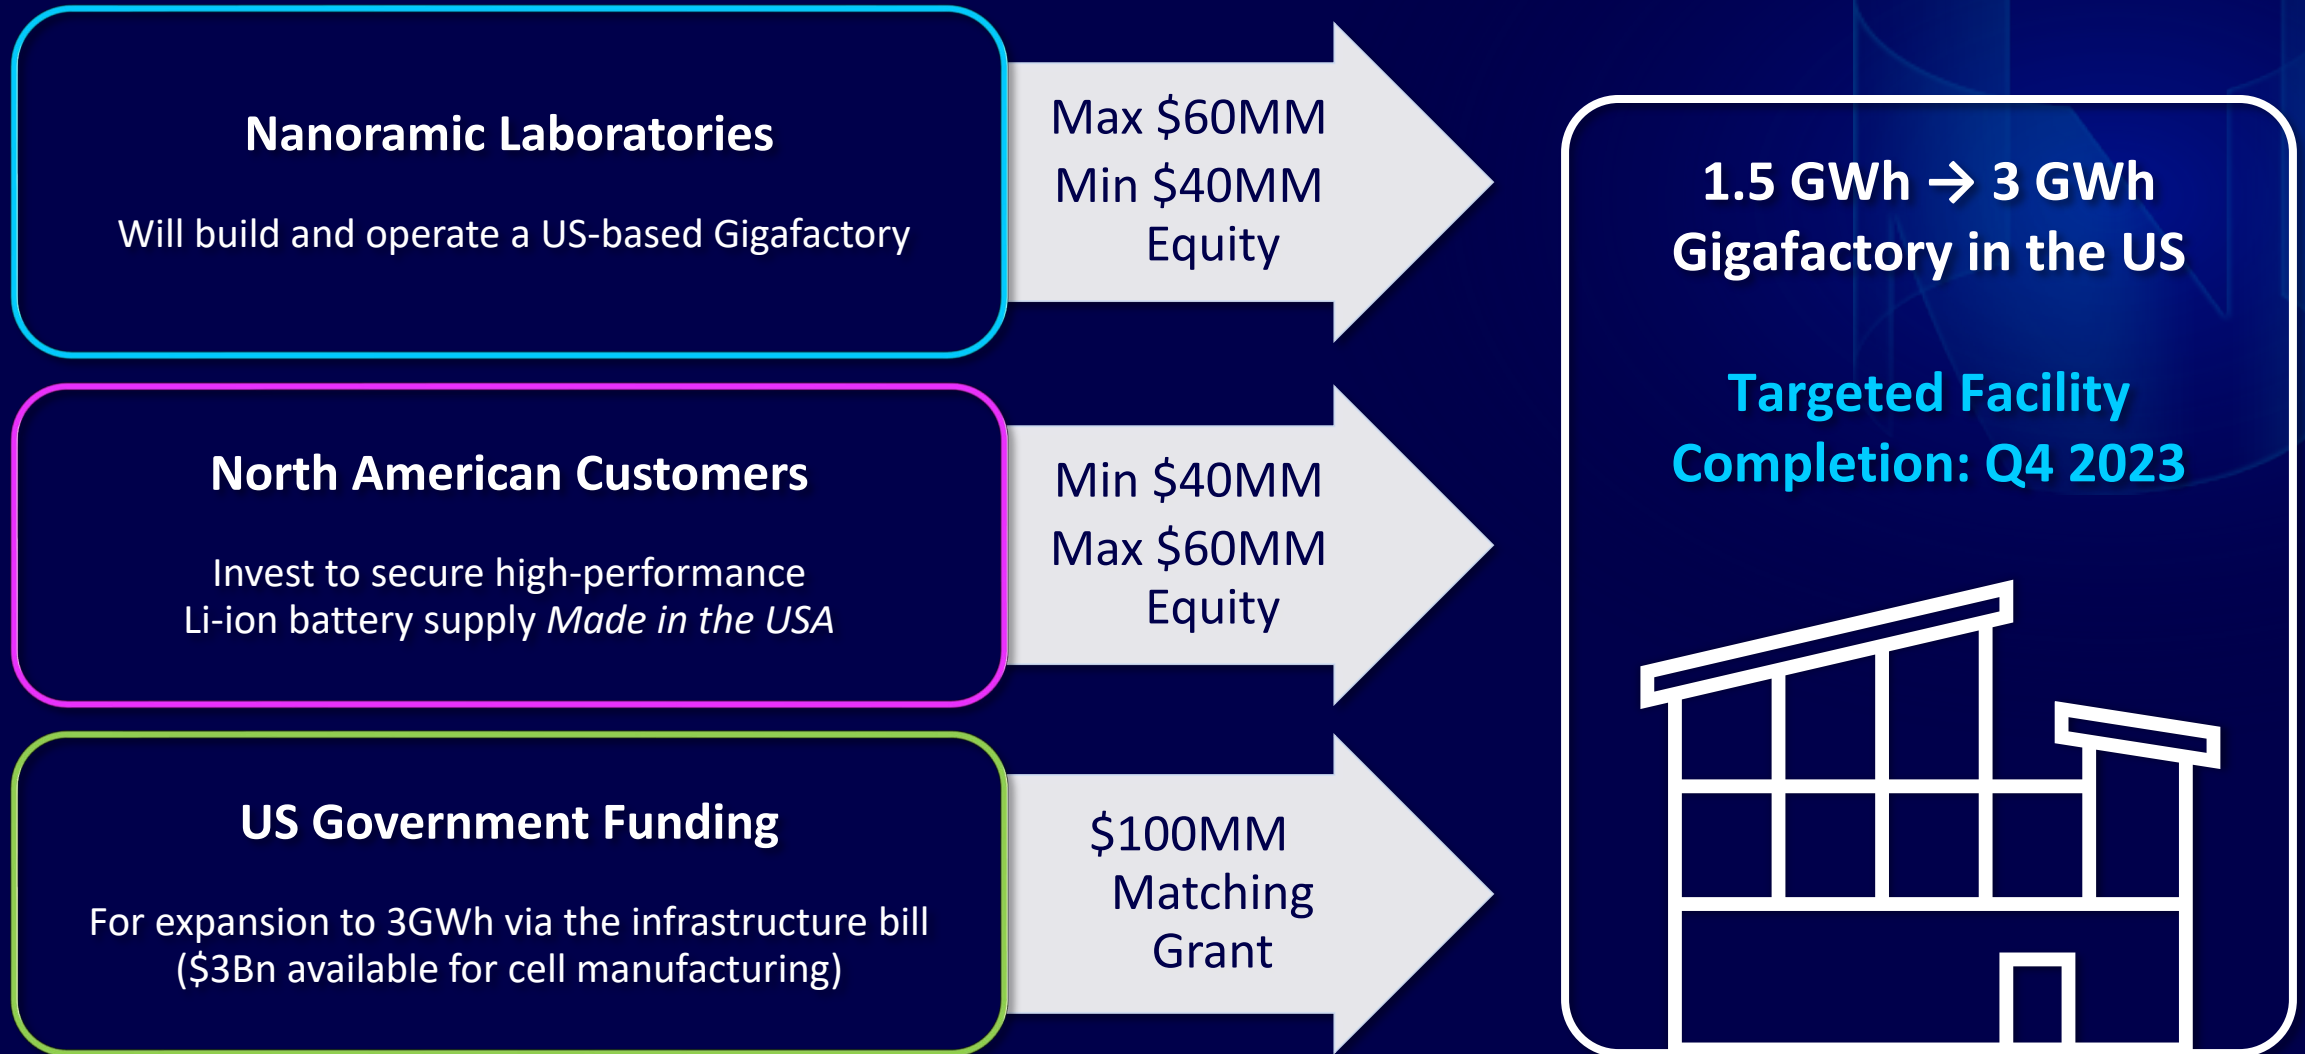 Nanoramic Laboratories
Will build and operate a US-based Gigafactory
Max $60MM
Min $40MM
Equity
North American Customers
Invest to secure high-performance
Li-ion battery supply Made in the USA
Min $40MM
Max $60MM
Equity
US Government Funding
For expansion to 3GWh via the infrastructure bill
($3Bn available for cell manufacturing)
$100MM
Matching
Grant
1.5 GWh → 3 GWh
Gigafactory in the US
Targeted Facility
Completion: Q4 2023